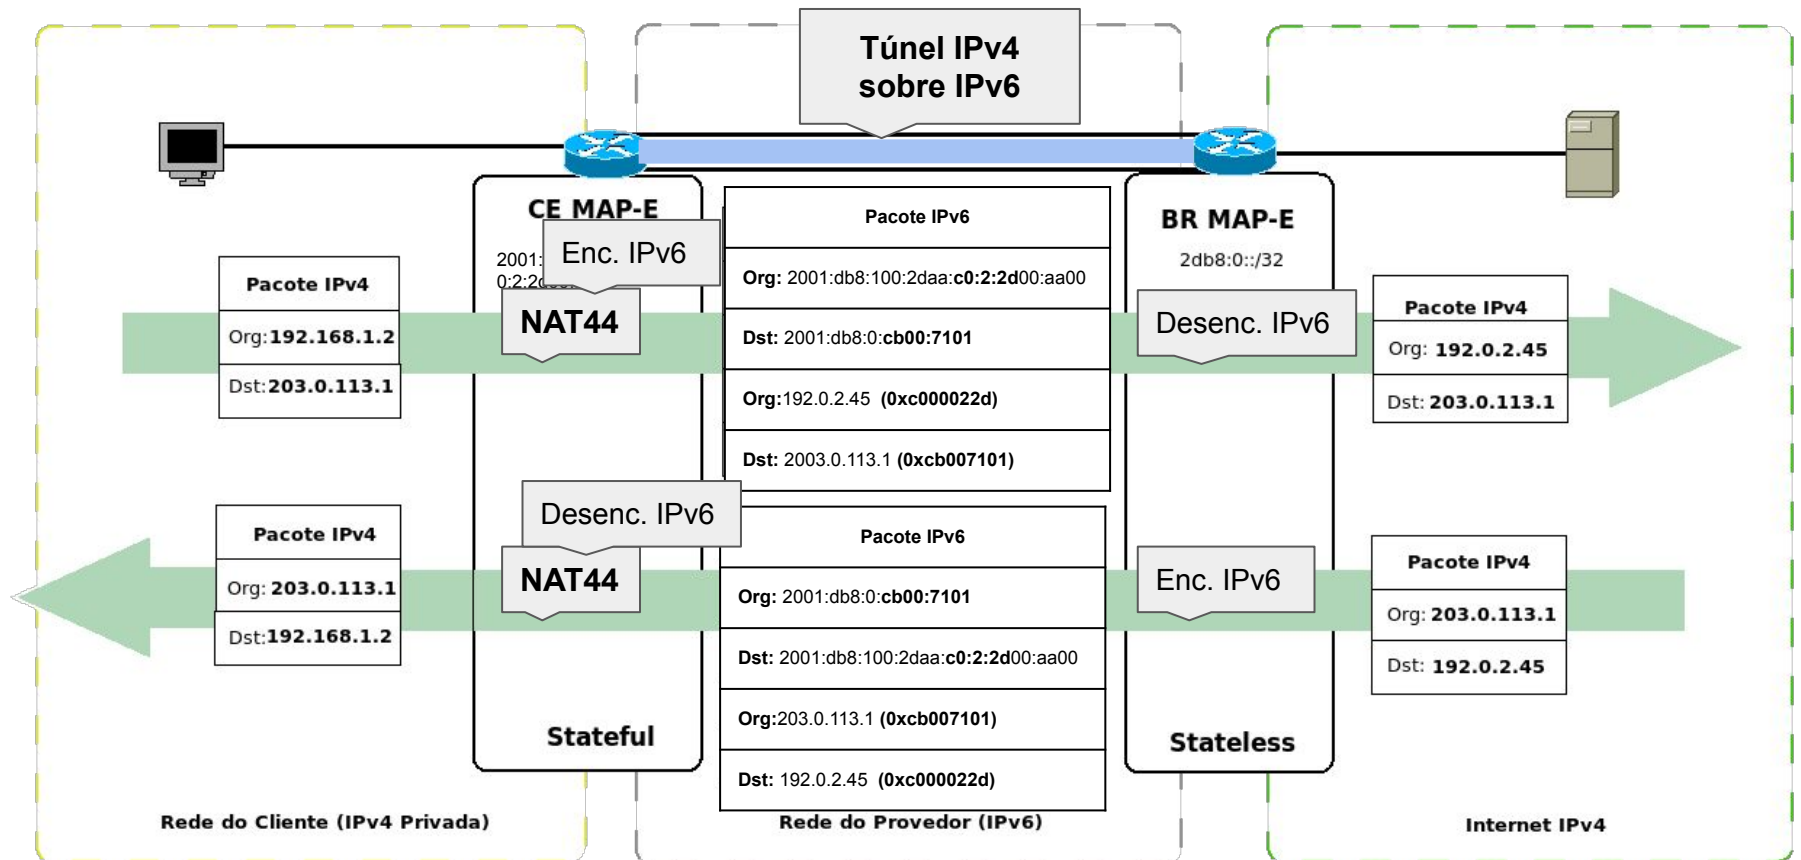 Túnel IPv4
sobre IPv6
CE MAP-E
2001:
0:2:2d
Enc. IPv6
NAT44
Pacote IPv4
Org:192.168.1.2
Dst:203.0.113.1
Pacote IPv6
Org: 2001:db8:100:2daa:c0:2:2d00:aa00
Dst: 2001:db8:0:cb00:7101
Org:192.0.2.45 (0xc000022d)
Dst: 2003.0.113.1 (0xcb007101)
BR MAP-E
2db8:0::/32
Desenc. IPv6
Pacote IPv4
Org: 192.0.2.45
Dst: 203.0.113.1
Pacote IPv4
Org: 203.0.113.1
Dst:192.168.1.2
Desenc. IPv6
NAT44
Pacote IPv6
Org: 2001:db8:0:cb00:7101
Dst: 2001:db8:100:2daa:c0:2:2d00:aa00
Org:203.0.113.1 (0xcb007101)
Dst: 192.0.2.45 (0xc000022d)
Enc. IPv6
Pacote IPv4
Org: 203.0.113.1
Dst: 192.0.2.45
Stateful
Stateless
Rede do Cliente (IPv4 Privada)
Rede do Provedor (IPv6)
Internet IPv4